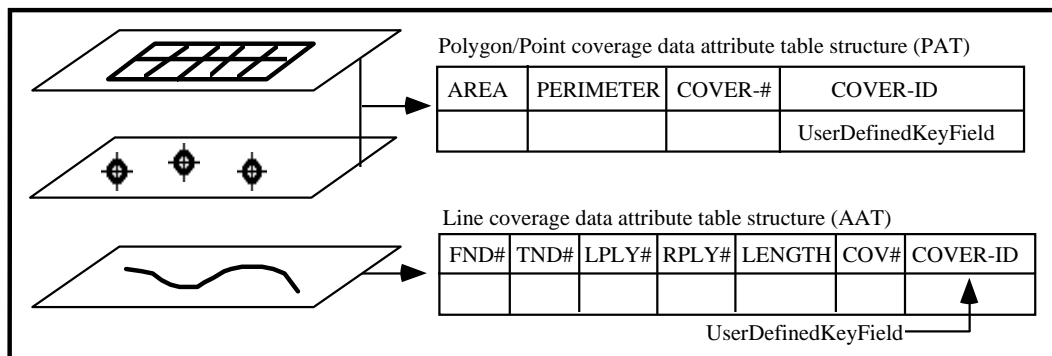 Polygon/Point coverage data attribute table structure (PAT)
AREA PERIMETER COVER-# COVER-ID
UserDefinedKeyField
Line coverage data attribute table structure (AAT)
FND# TND# LPLY# RPLY# LENGTH COV# COVER-ID
UserDefinedKeyField